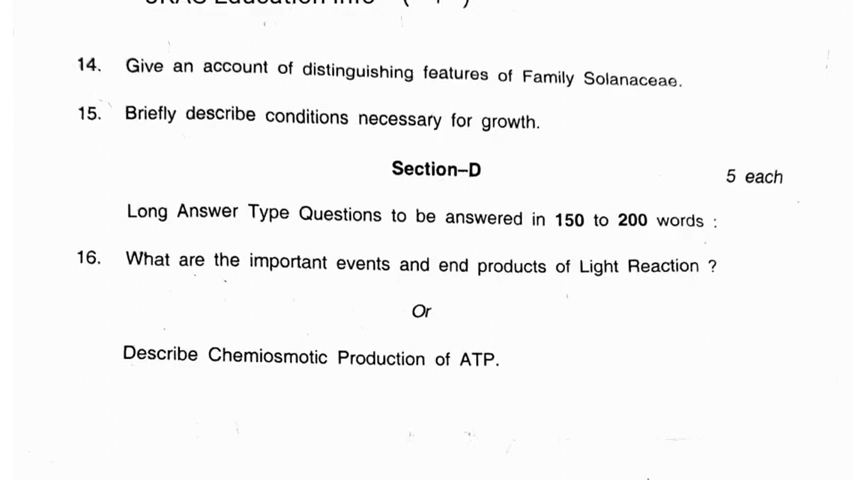 14. Give an account of distinguishing features of Family Solanaceae.
15. Briefly describe conditions necessary for growth.
Section–D
5 each
Long Answer Type Questions to be answered in 150 to 200 words :
16. What are the important events and end products of Light Reaction ?
Or
Describe Chemiosmotic Production of ATP.